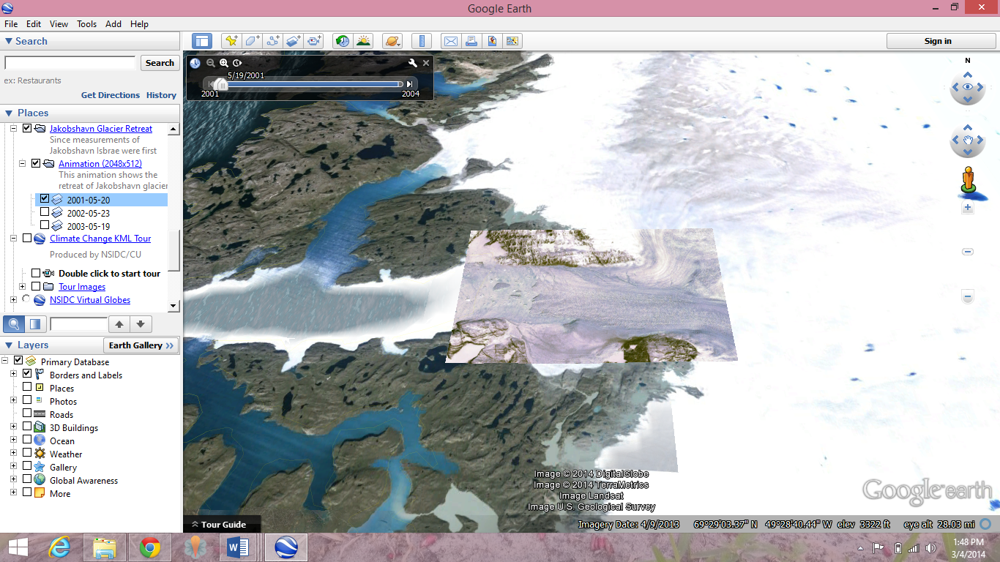 Google Earth
File Edit View Tools Add Help
Search
Search
ex: Restaurants
Get Directions History
Places
Jakobshavn Glacier Retreat
Since measurements of
Jakobshavn Isbrae were first
Animation (2048x512)
This animation shows the
retreat of Jakobshavn glacier
2001-05-20
2002-05-23
2003-05-19
Climate Change KML Tour
Produced by NSIDC/CU
Double click to start tour
Tour Images
NSIDC Virtual Globes
Layers
Earth Gallery >>
Primary Database
Borders and Labels
Places
Photos
Roads
3D Buildings
Ocean
Weather
Gallery
Global Awareness
More
Sign in
5/19/2001
2001 2004
N
Image © 2014 DigitalGlobe
Image © 2014 TerraMetrics
Image Landsat
Image U.S. Geological Survey
Google earth
Tour Guide
Imagery Date: 4/9/2013 69°29'03.37" N 49°28'40.44" W elev 3322 ft eye alt 28.03 mi
1:48 PM
3/4/2014